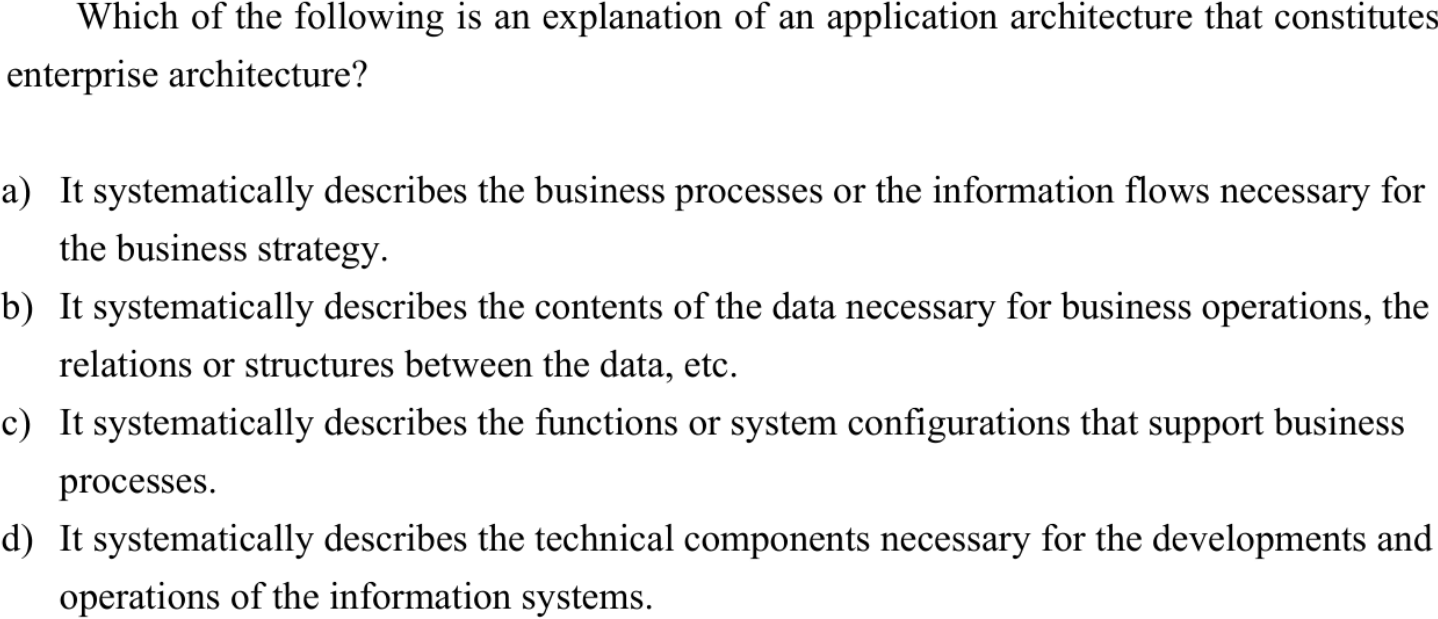 Which of the following is an explanation of an application architecture that constitutes
enterprise architecture?
a) It systematically describes the business processes or the information flows necessary for
the business strategy.
b) It systematically describes the contents of the data necessary for business operations, the
relations or structures between the data, etc.
c) It systematically describes the functions or system configurations that support business
processes.
d) It systematically describes the technical components necessary for the developments and
operations of the information systems.